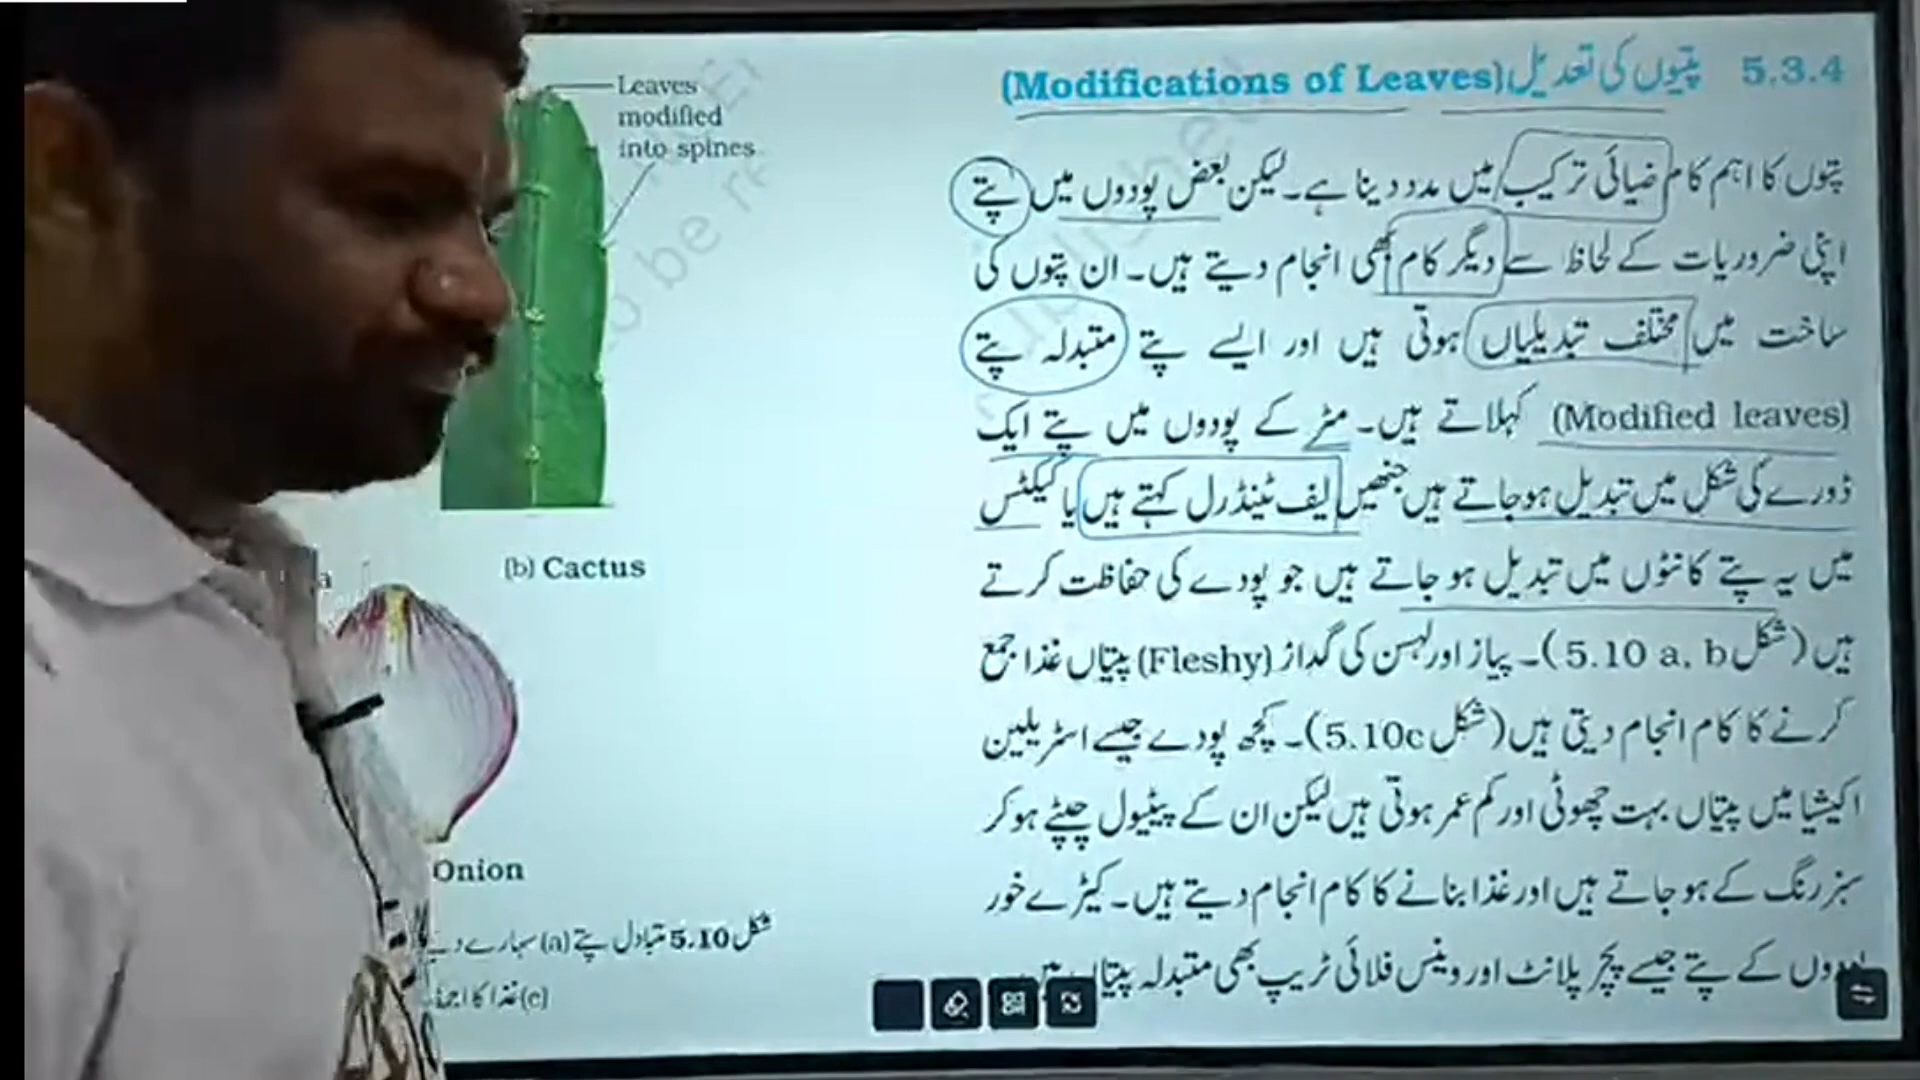 5.3.4 پتیوں کی تعدیل (Modifications of Leaves)
پتوں کا اہم کام ضیائی ترکیب میں مدد دینا ہے۔ لیکن بعض پودوں میں پتے
اپنی ضروریات کے لحاظ سے دیگر کام بھی انجام دیتے ہیں۔ ان پتوں کی
ساخت میں مختلف تبدیلیاں ہوتی ہیں اور ایسے پتے متبدلہ پتے
(Modified leaves) کہلاتے ہیں۔ مٹر کے پودوں میں پتے ایک
ڈورے کی شکل میں تبدیل ہو جاتے ہیں جنھیں لیف ٹینڈرل کہتے ہیں یا کیکٹس
میں یہ پتے کانٹوں میں تبدیل ہو جاتے ہیں جو پودے کی حفاظت کرتے
ہیں (شکل 5.10 a, b)۔ پیاز اور لہسن کی گداز (Fleshy) پتیاں غذا جمع
کرنے کا کام انجام دیتی ہیں (شکل 5.10c)۔ کچھ پودے جیسے اسٹریلین
اکیشیا میں پتیاں بہت چھوٹی اور کم عمر ہوتی ہیں لیکن ان کے پیٹیول چپٹے ہو کر
سبز رنگ کے ہو جاتے ہیں اور غذا بنانے کا کام انجام دیتے ہیں۔ کیڑے خور
کے پتے جیسے پچر پلانٹ اور وینس فلائی ٹریپ بھی متبدلہ پتیاں ہیں
Leaves
modified
into spines
(b) Cactus
Onion
شکل 5.10 متبادل پتے (a) سہارے
(c) غذا کا
to be re